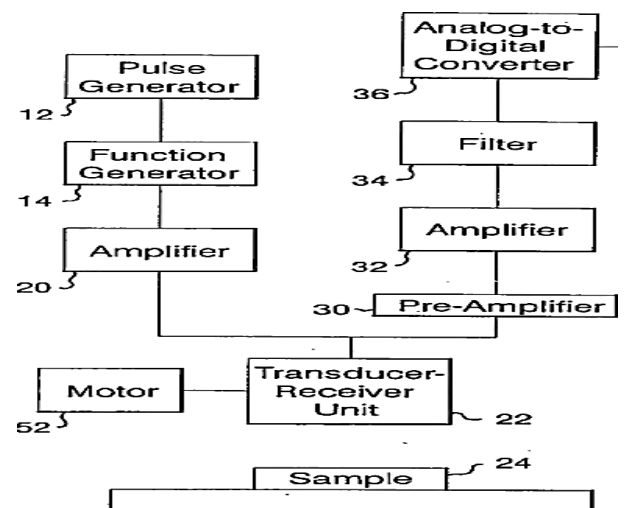 Pulse
Generator
12
Function
Generator
14
Amplifier
20
Analog-to-
Digital
Converter
36
Filter
34
Amplifier
32
30
Pre-Amplifier
Motor
52
Transducer-
Receiver
Unit
22
24
Sample